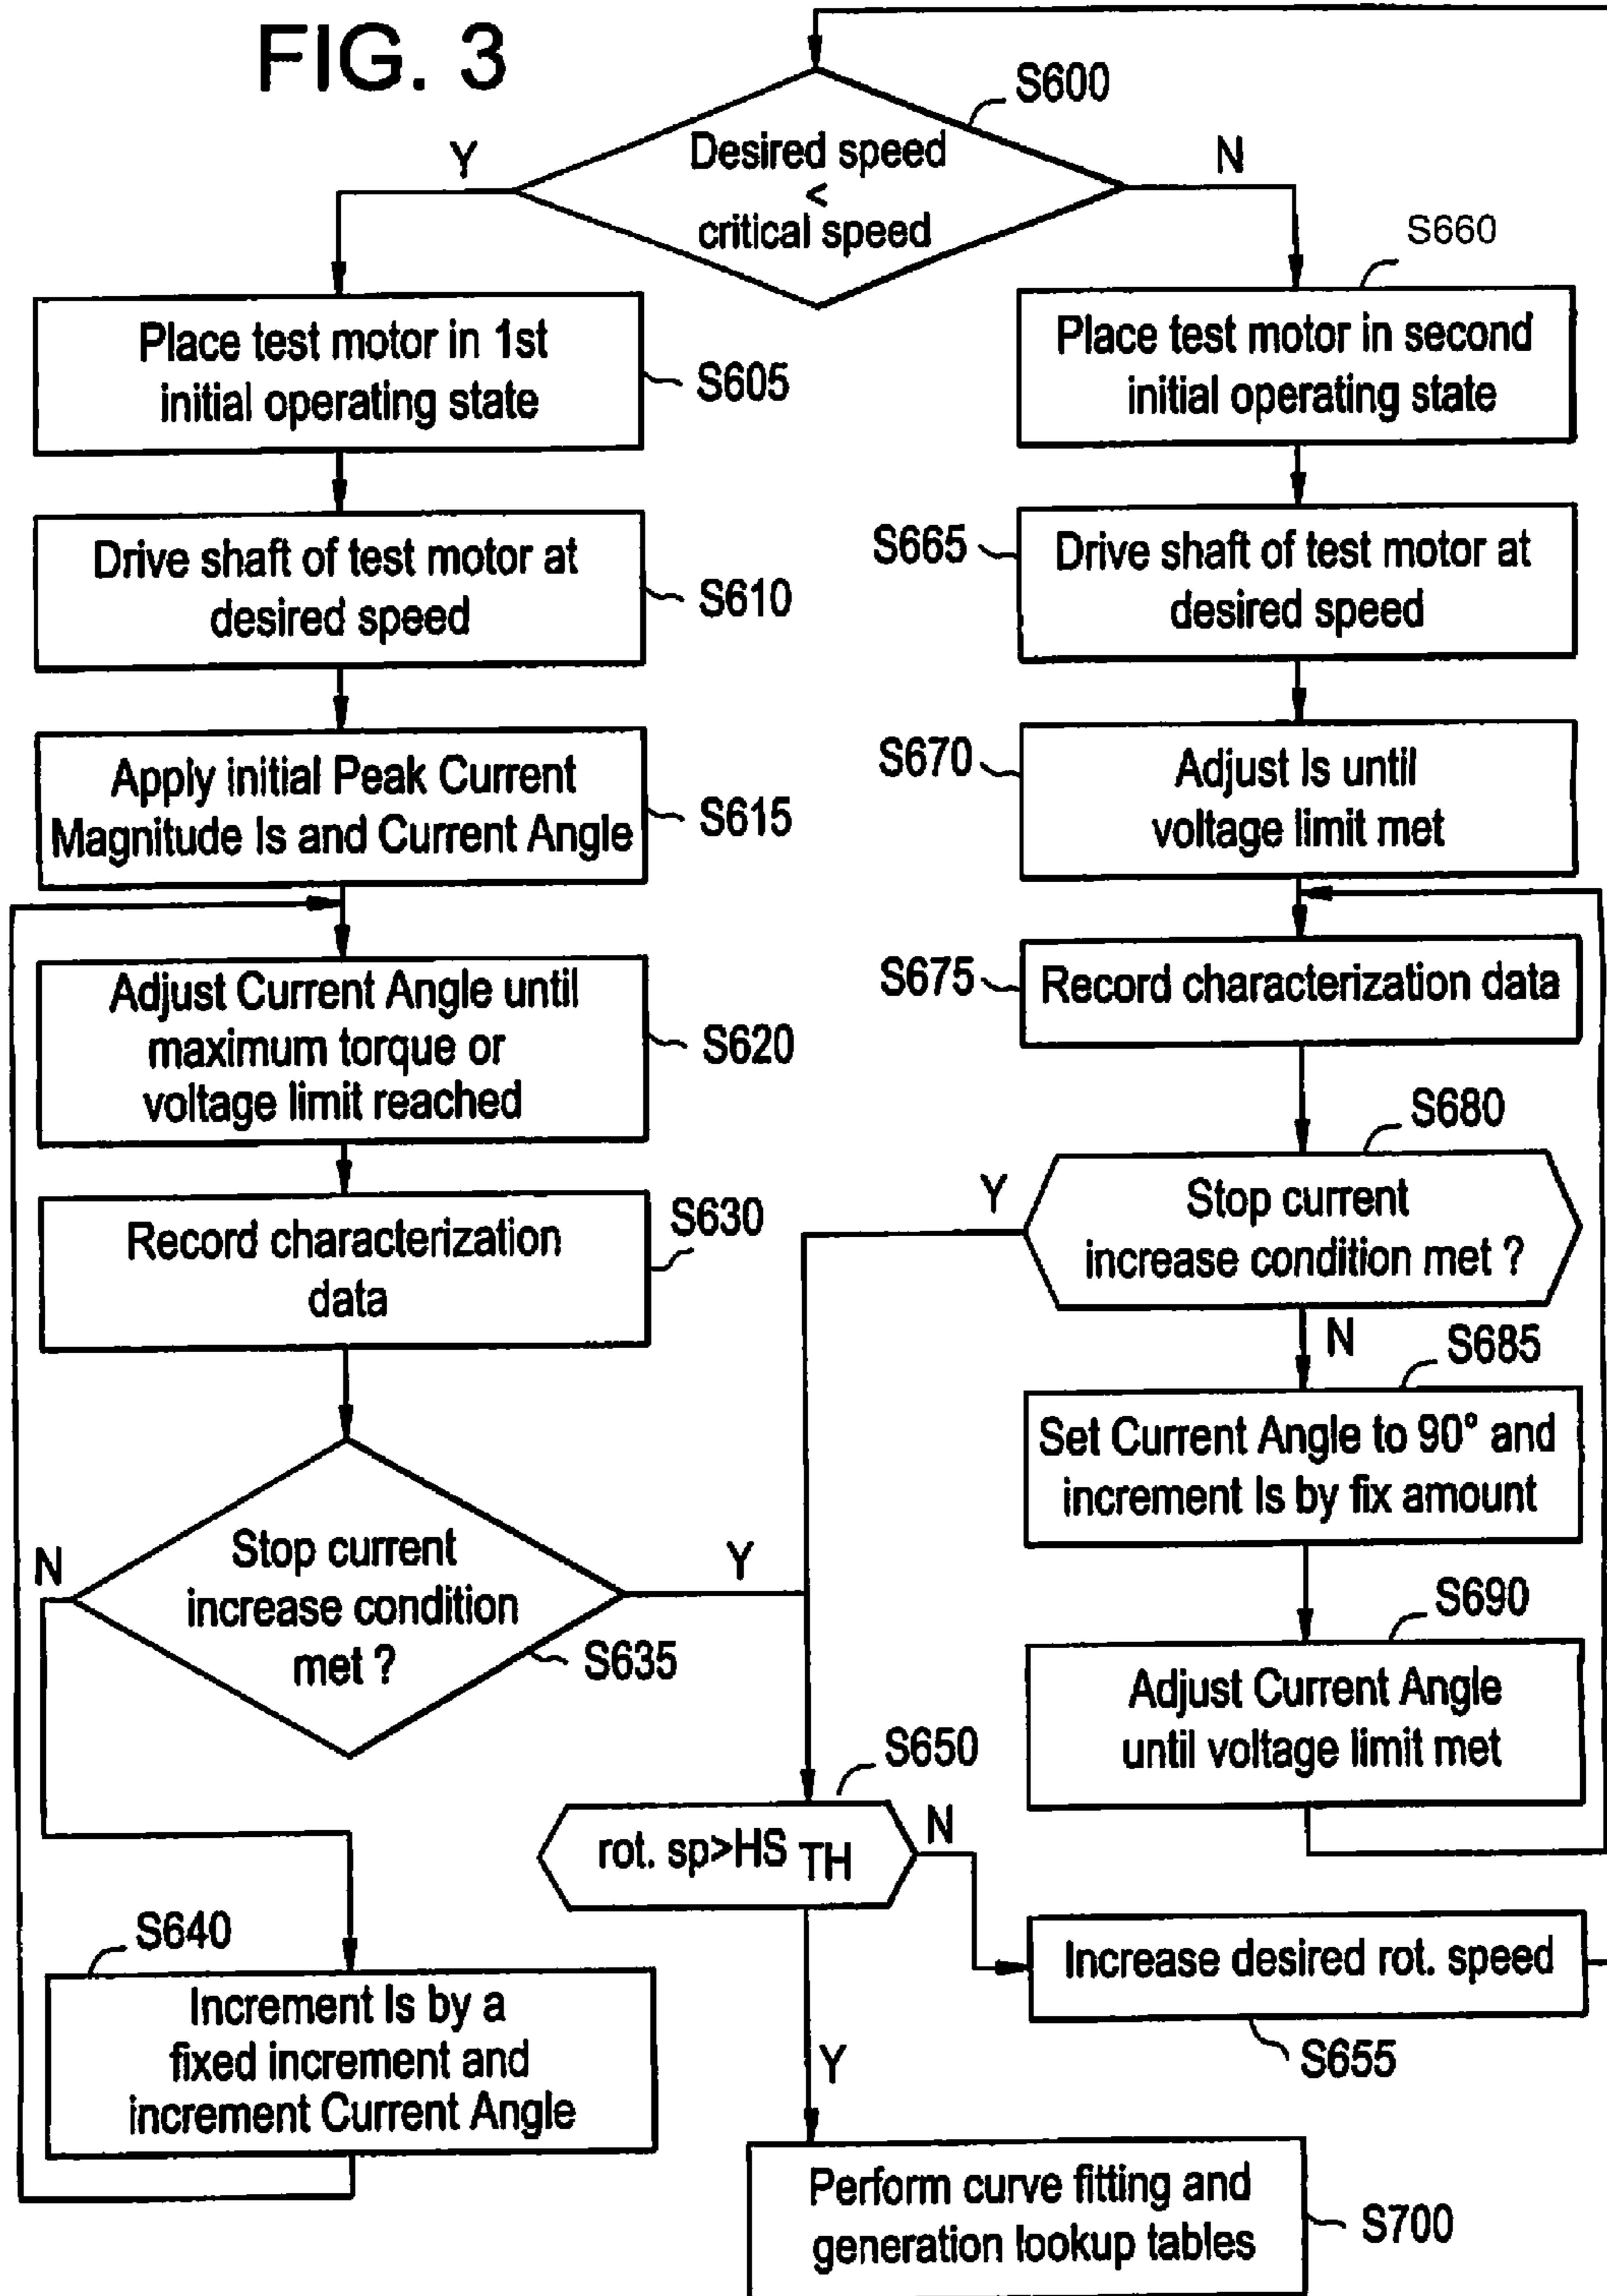 FIG. 3
S600
Desired speed
<
critical speed
Y
N
S605
Place test motor in 1st
initial operating state
S610
Drive shaft of test motor at
desired speed
S615
Apply initial Peak Current
Magnitude Is and Current Angle
S620
Adjust Current Angle until
maximum torque or
voltage limit reached
S630
Record characterization
data
Stop current
increase condition
met ?
S635
N
Y
S640
Increment Is by a
fixed increment and
increment Current Angle
S660
Place test motor in second
initial operating state
S665
Drive shaft of test motor at
desired speed
S670
Adjust Is until
voltage limit met
S675
Record characterization data
S680
Stop current
increase condition met ?
Y
N
S685
Set Current Angle to 90° and
increment Is by fix amount
S690
Adjust Current Angle
until voltage limit met
S650
rot. sp>HS TH
N
Y
Increase desired rot. speed
S655
Perform curve fitting and
generation lookup tables
S700